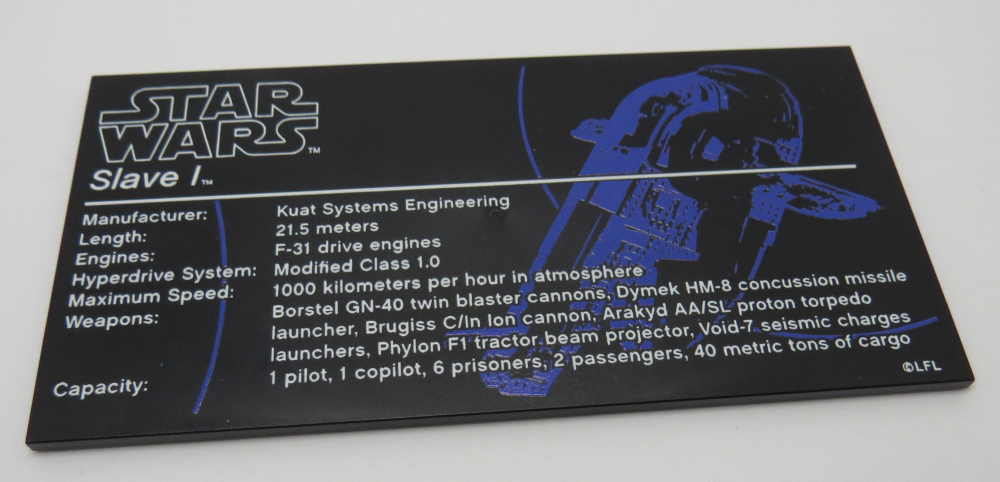 STAR
WARS™
Slave I™
Manufacturer: Kuat Systems Engineering
Length: 21.5 meters
Engines: F-31 drive engines
Hyperdrive System: Modified Class 1.0
Maximum Speed: 1000 kilometers per hour in atmosphere
Weapons: Borstel GN-40 twin blaster cannons, Dymek HM-8 concussion missile
launcher, Brugiss C/In Ion cannon, Arakyd AA/SL proton torpedo
launchers, Phylon F1 tractor beam projector, Void-7 seismic charges
Capacity: 1 pilot, 1 copilot, 6 prisoners, 2 passengers, 40 metric tons of cargo
©LFL